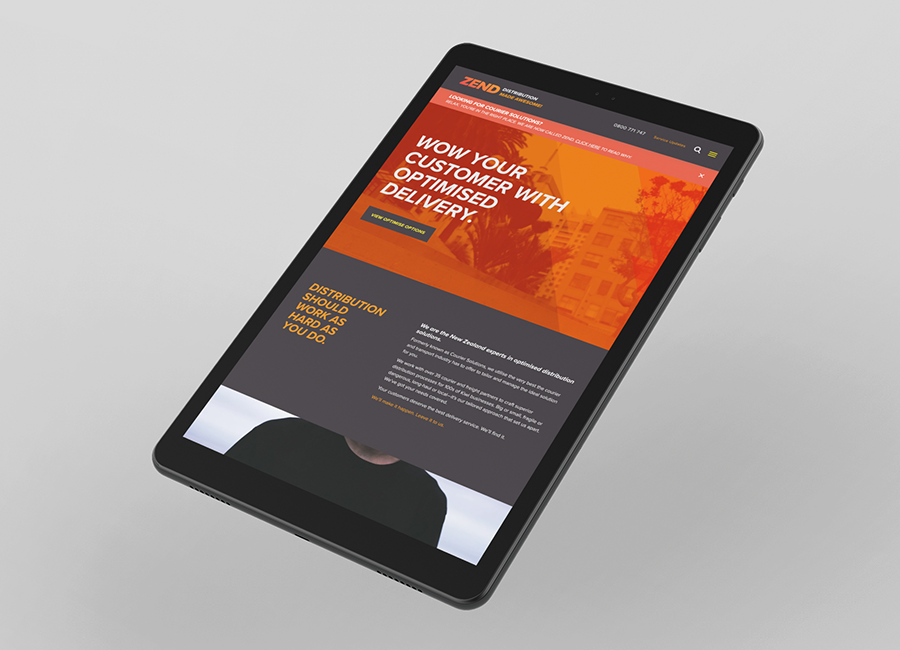 ZEND DISTRIBUTION
MADE AWESOME!
0800 771 747
LOOKING FOR COURIER SOLUTIONS?
RELAX, YOU'RE IN THE RIGHT PLACE. WE ARE NOW CALLED ZEND. CLICK HERE TO READ WHY.
WOW YOUR
CUSTOMER WITH
OPTIMISED
DELIVERY.
VIEW OPTIMISE OPTIONS
DISTRIBUTION
SHOULD
WORK AS
HARD AS
YOU DO.
We are the New Zealand experts in optimised distribution
solutions.
Formerly known as Courier Solutions, we utilise the very best the courier
and transport industry has to offer to tailor and manage the ideal solution
for you.
We work with over 35 courier and freight partners to craft superior
distribution processes for 100s of Kiwi businesses. Big or small, fragile or
dangerous, long-haul or local—it's our tailored approach that set us apart.
We've got your needs covered.
Your customers deserve the best delivery service. We'll find it.
We'll make it happen. Leave it to us.